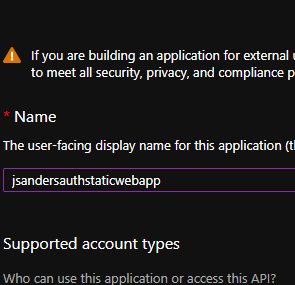 If you are building an application for external
to meet all security, privacy, and compliance
* Name
The user-facing display name for this application
jsandersauthstaticwebapp
Supported account types
Who can use this application or access this API?